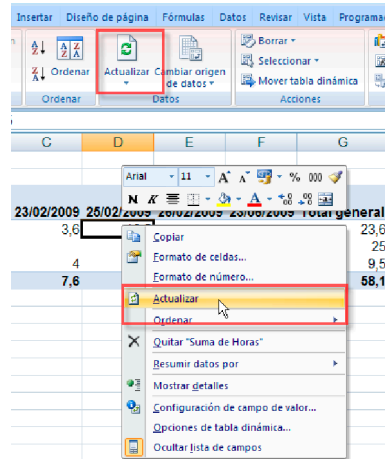 Insertar Diseño de página Fórmulas Datos Revisar Vista Programa
Ordenar Actualizar Cambiar origen de datos
Borrar
Seleccionar
Mover tabla dinámica
Ordenar Datos Acciones
C D E F G
Arial 11 A A % 000
N K A
23/02/2009 25/02/2009 26/02/2009 23/06/2009 Total general
3,6 23,6
25
4 9,5
7,6 58,1
Copiar
Formato de celdas...
Formato de número...
Actualizar
Ordenar
Quitar "Suma de Horas"
Resumir datos por
Mostrar detalles
Configuración de campo de valor...
Opciones de tabla dinámica...
Ocultar lista de campos